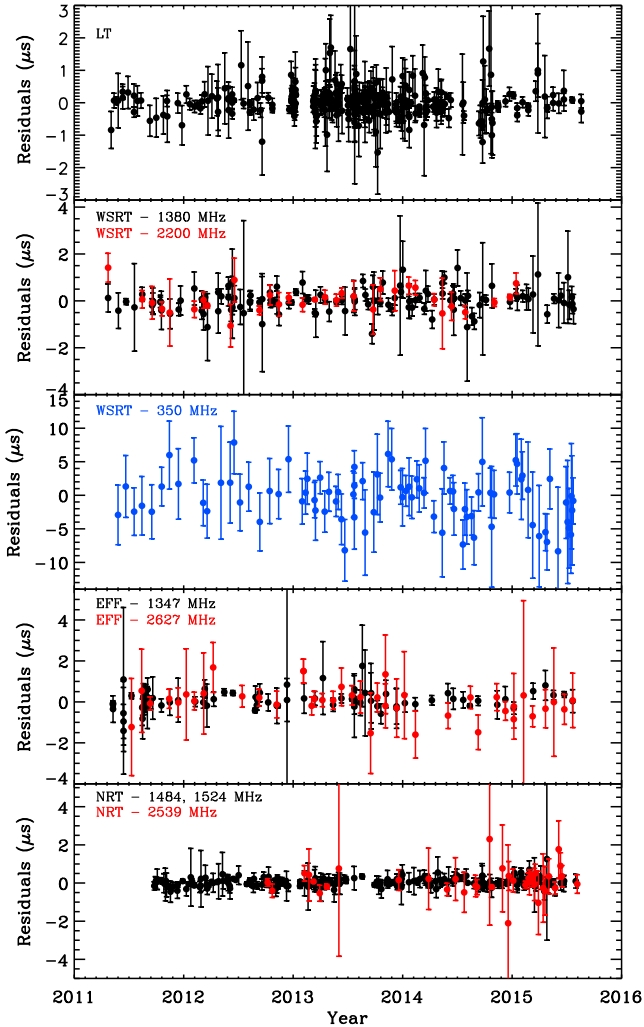 3
2
1
0
-1
-2
-3
Residuals (μs)
LT
4
2
0
-2
-4
Residuals (μs)
WSRT - 1380 MHz
WSRT - 2200 MHz
15
10
5
0
-5
-10
Residuals (μs)
WSRT - 350 MHz
4
2
0
-2
-4
Residuals (μs)
EFF - 1347 MHz
EFF - 2627 MHz
4
2
0
-2
-4
Residuals (μs)
NRT - 1484, 1524 MHz
NRT - 2539 MHz
2011 2012 2013 2014 2015 2016
Year